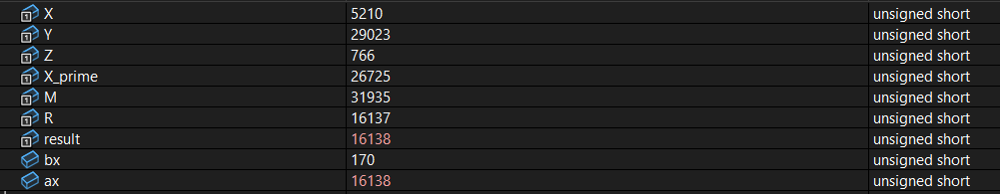 X 5210 unsigned short
Y 29023 unsigned short
Z 766 unsigned short
X_prime 26725 unsigned short
M 31935 unsigned short
R 16137 unsigned short
result 16138 unsigned short
bx 170 unsigned short
ax 16138 unsigned short